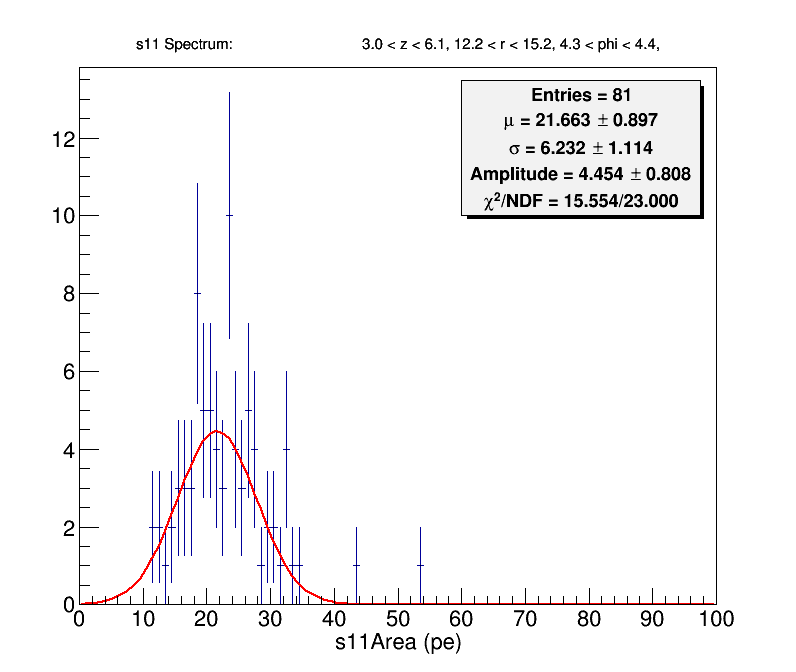 s11 Spectrum: 3.0 < z < 6.1, 12.2 < r < 15.2, 4.3 < phi < 4.4,
Entries = 81
μ = 21.663 ± 0.897
σ = 6.232 ± 1.114
Amplitude = 4.454 ± 0.808
χ²/NDF = 15.554/23.000
12
10
8
6
4
2
0
0 10 20 30 40 50 60 70 80 90 100
s11Area (pe)